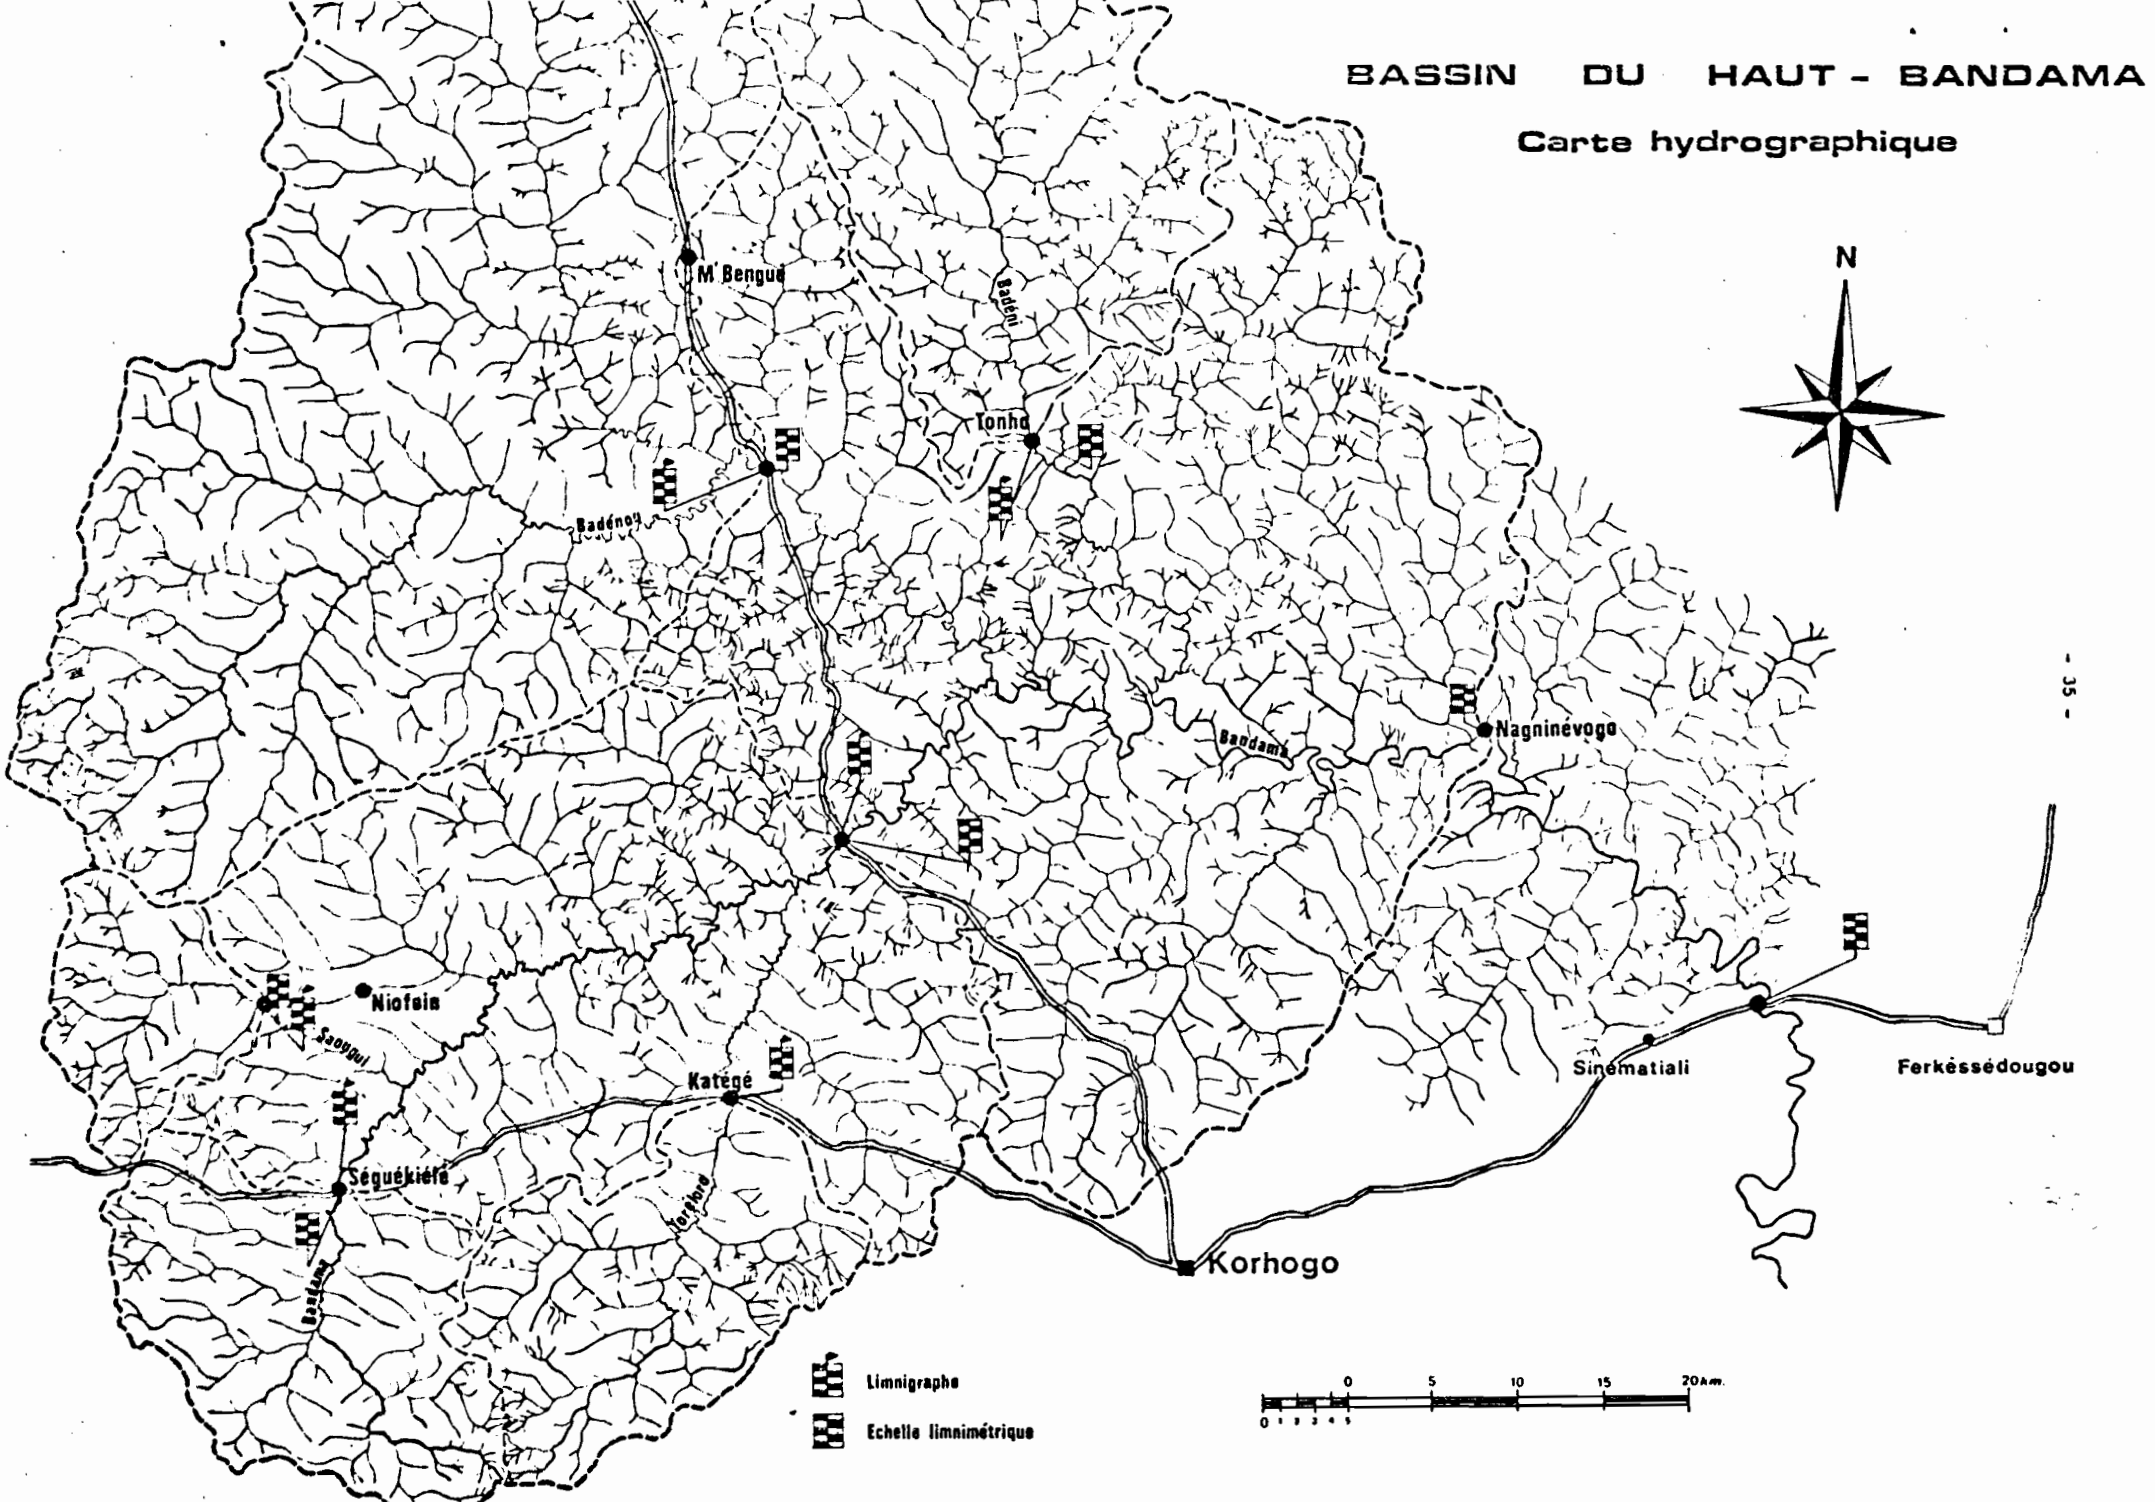 BASSIN DU HAUT - BANDAMA
Carte hydrographique
N
M'Bengué
Badéni
Tonho
Badénou
- 35 -
Nagninévogo
Bandama
Niofoin
Saougui
Sinématiali
Ferkéssédougou
Katégé
Séguékiélé
Bandama
Korhogo
Limnigraphe
Echelle limnimétrique
0 5 10 15 20 km.
0 1 2 3 4 5